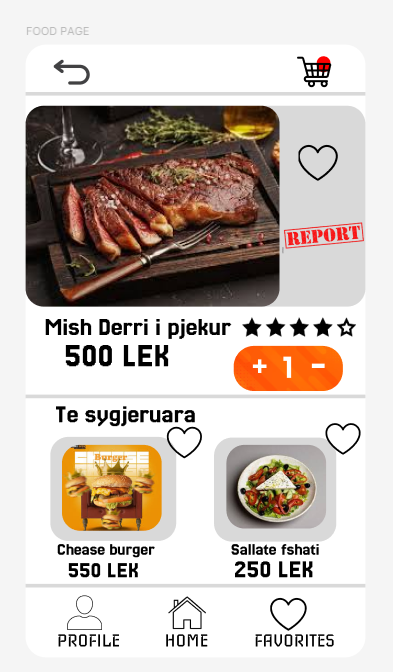 FOOD PAGE
REPORT
Mish Derri i pjekur
500 LEK
+ 1 -
Te sygjeruara
Burger
Chease burger
Sallate fshati
550 LEK
250 LEK
PROFILE
HOME
FAVORITES